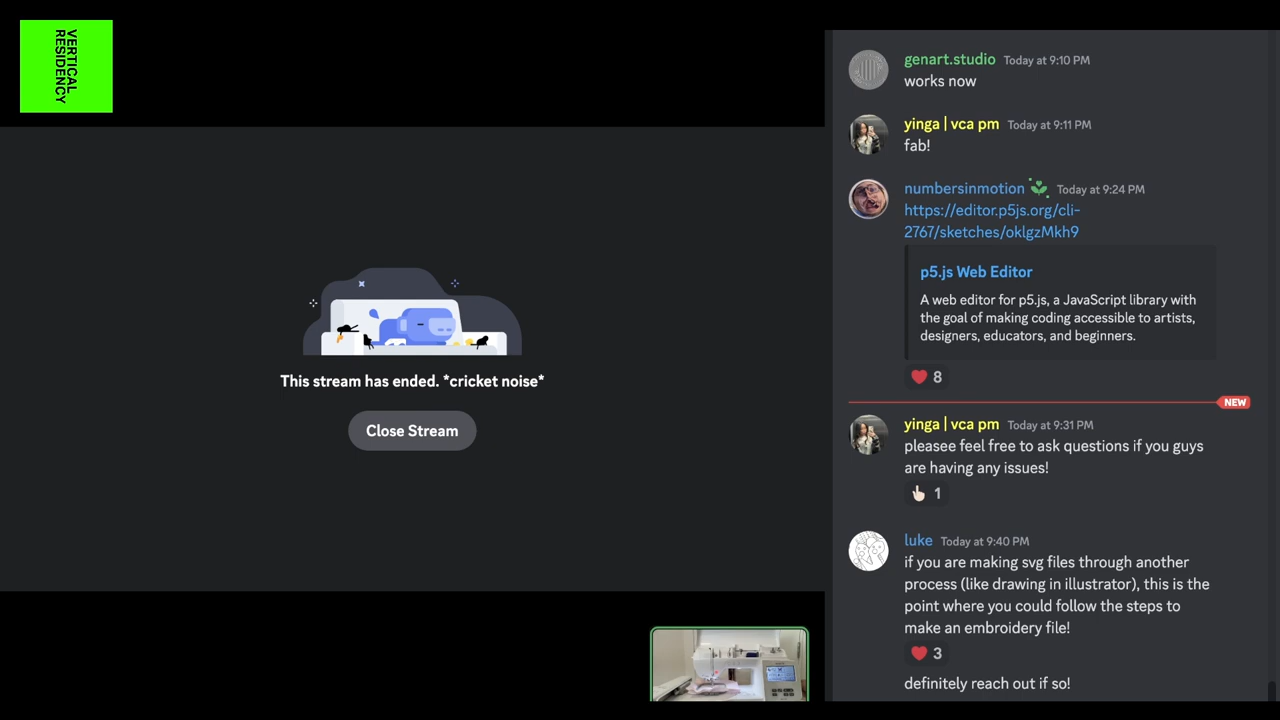 VERTICAL
RESIDENCY
This stream has ended. *cricket noise*
Close Stream
genart.studio Today at 9:10 PM
works now
yinga | vca pm Today at 9:11 PM
fab!
numbersinmotion Today at 9:24 PM
https://editor.p5js.org/cli-
2767/sketches/oklgzMkh9
p5.js Web Editor
A web editor for p5.js, a JavaScript library with
the goal of making coding accessible to artists,
designers, educators, and beginners.
8
NEW
yinga | vca pm Today at 9:31 PM
pleasee feel free to ask questions if you guys
are having any issues!
1
luke Today at 9:40 PM
if you are making svg files through another
process (like drawing in illustrator), this is the
point where you could follow the steps to
make an embroidery file!
3
definitely reach out if so!